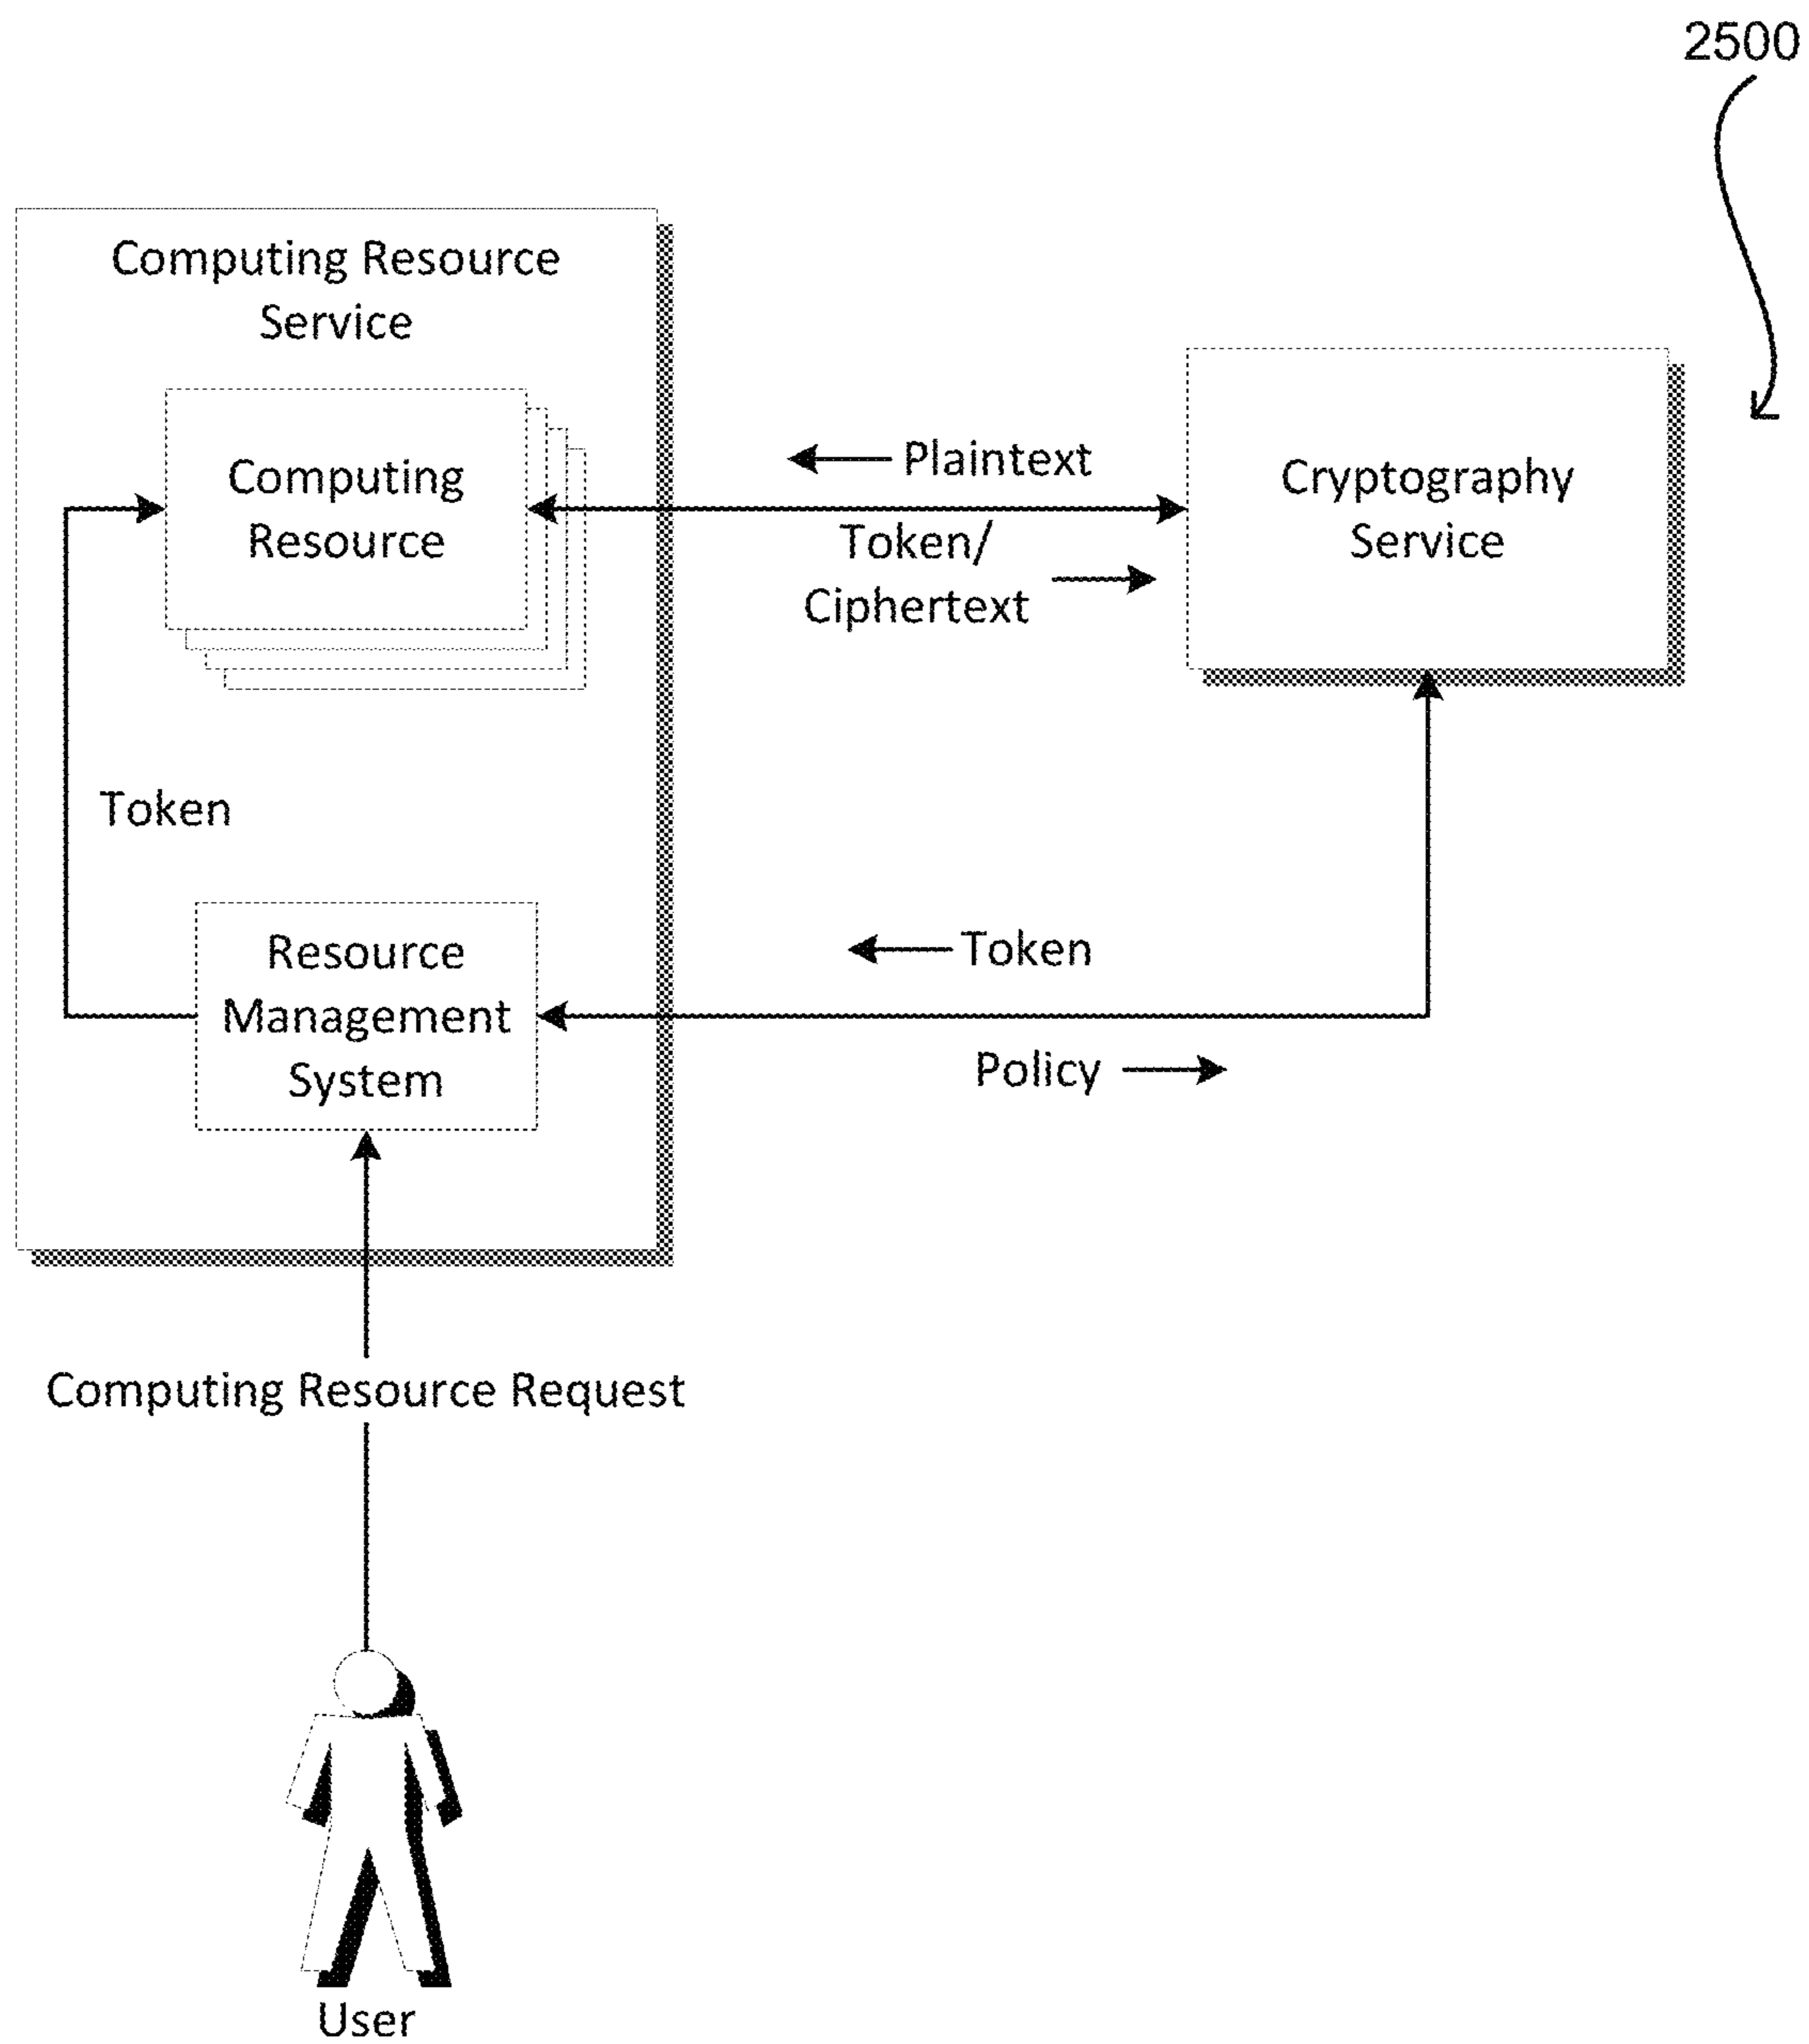 2500
Computing Resource
Service
Computing
Resource
Plaintext
Token/
Ciphertext
Cryptography
Service
Token
Resource
Management
System
Token
Policy
Computing Resource Request
User